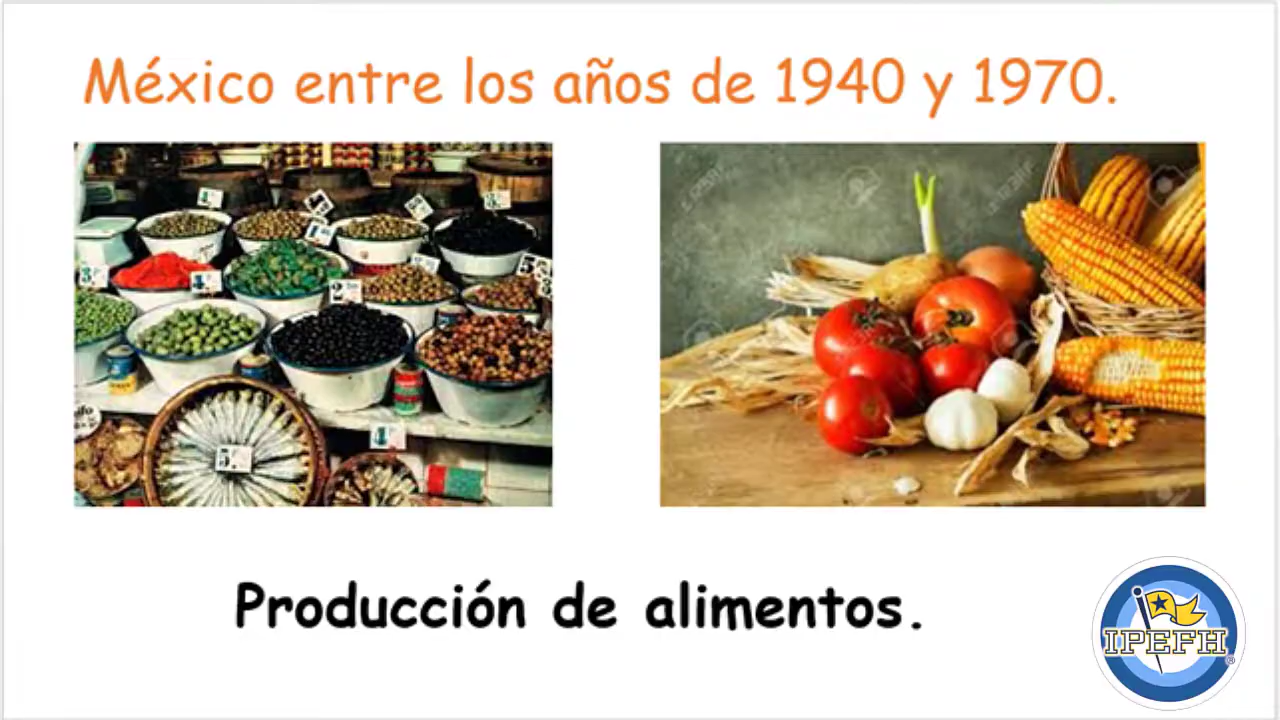 México entre los años de 1940 y 1970.
Producción de alimentos.
IPEFH